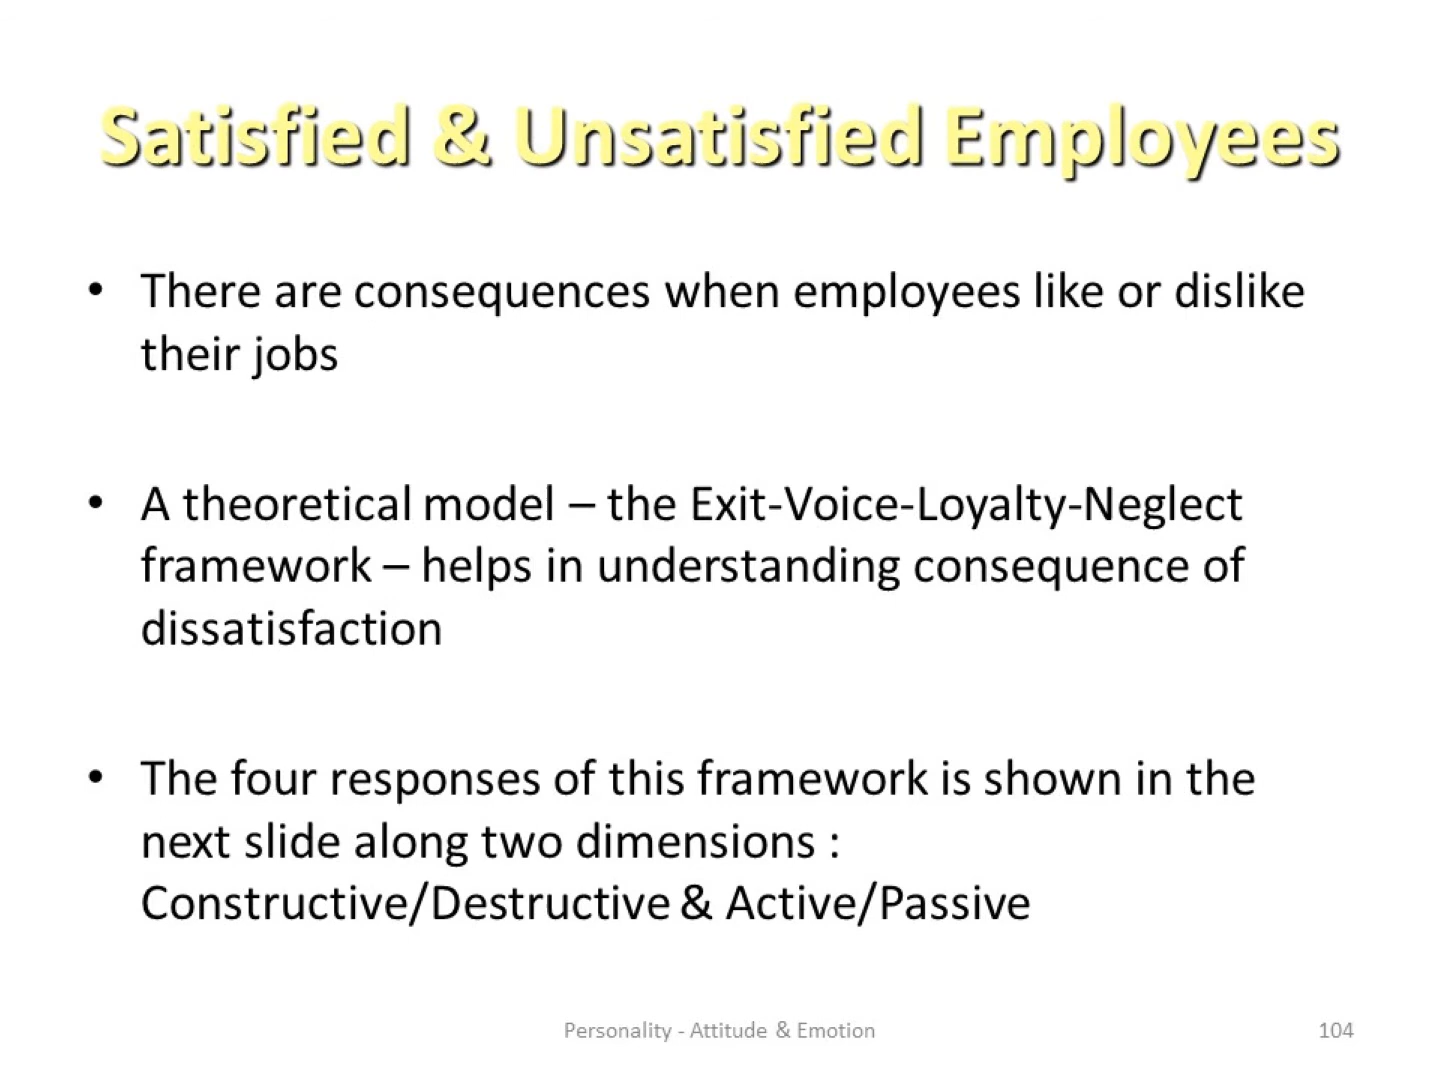 Satisfied & Unsatisfied Employees
• There are consequences when employees like or dislike
their jobs
• A theoretical model – the Exit-Voice-Loyalty-Neglect
framework – helps in understanding consequence of
dissatisfaction
• The four responses of this framework is shown in the
next slide along two dimensions :
Constructive/Destructive & Active/Passive
Personality - Attitude & Emotion
104